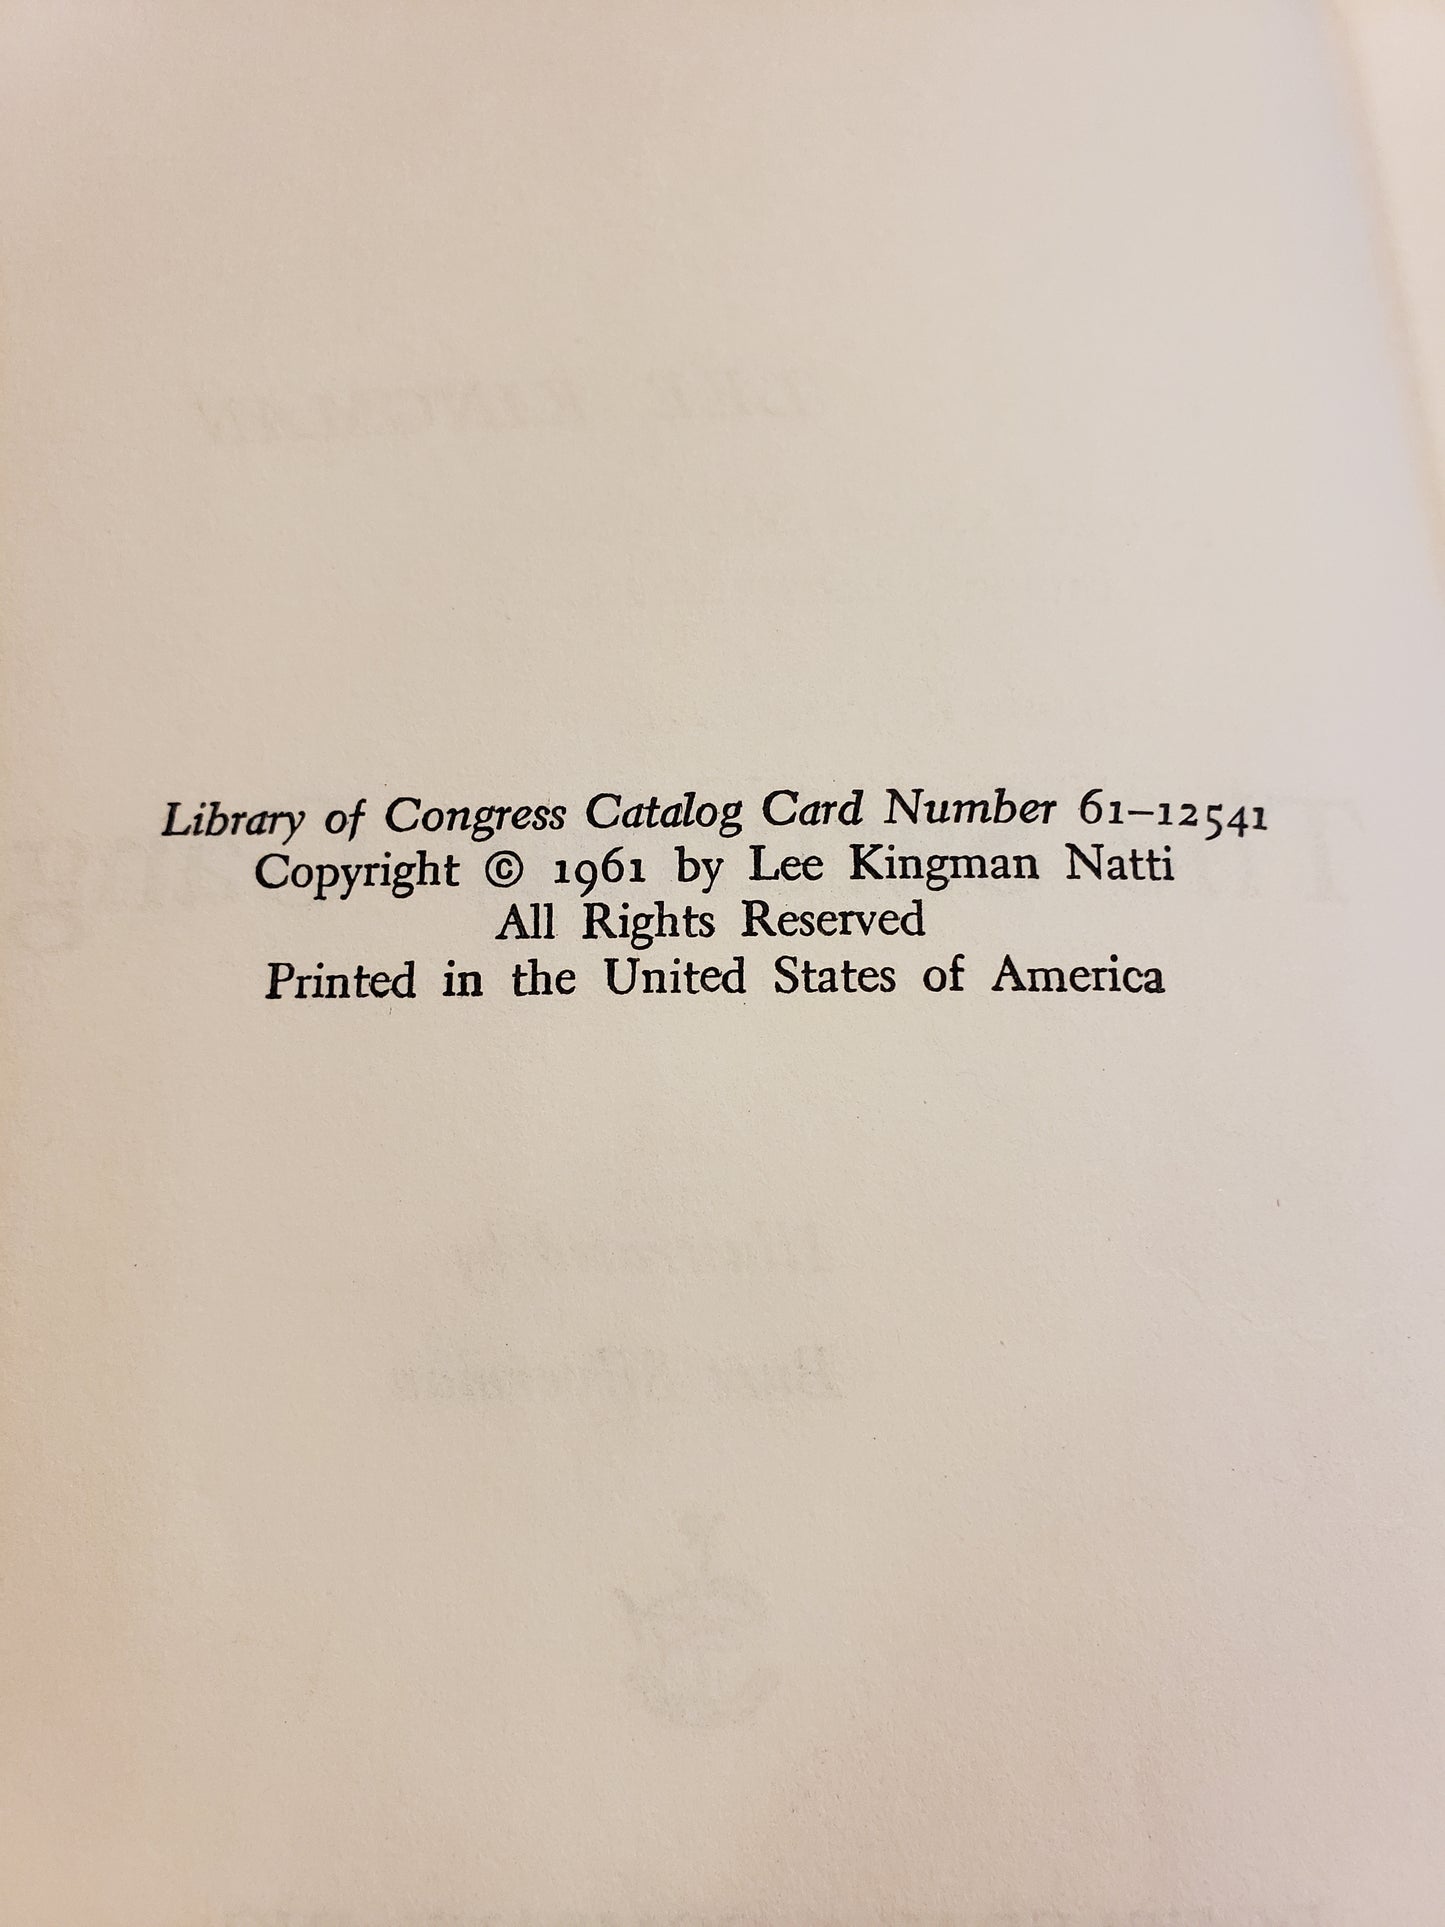 Library of Congress Catalog Card Number 61–12541
Copyright © 1961 by Lee Kingman Natti
All Rights Reserved
Printed in the United States of America